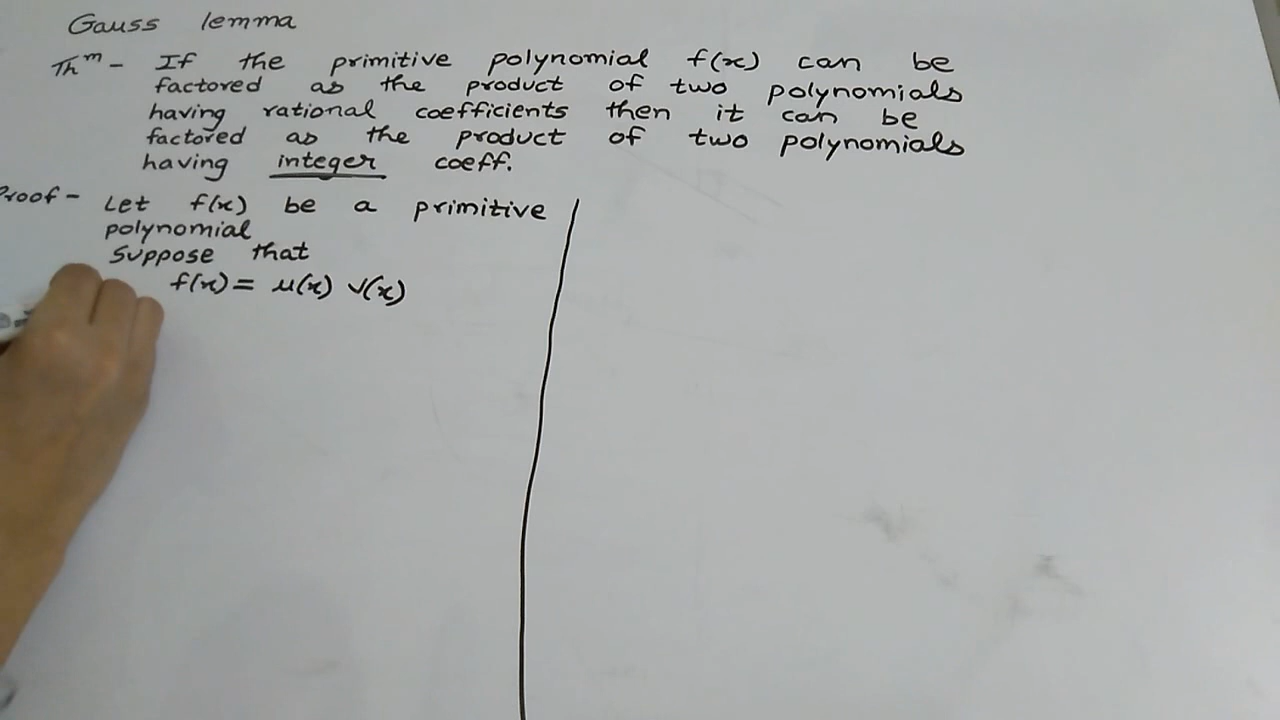 Gauss lemma
Thm - If the primitive polynomial f(x) can be
factored as the product of two polynomials
having rational coefficients then it can be
factored as the product of two polynomials
having integer coeff.
Proof - Let f(x) be a primitive
polynomial
Suppose that
f(x) = u(x) v(x)